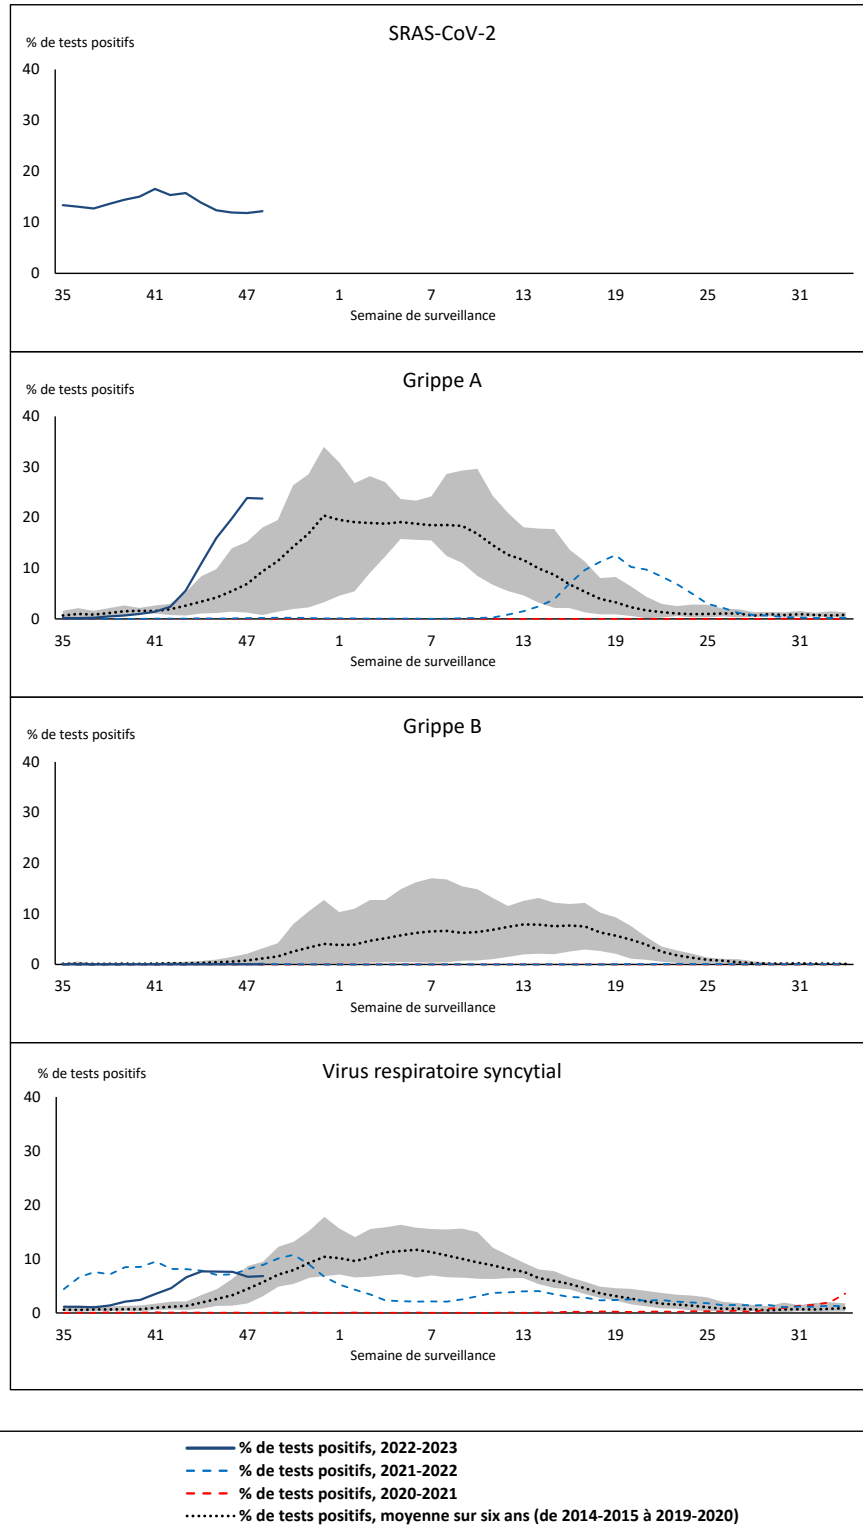 SRAS-CoV-2
% de tests positifs
40
30
20
10
0
35 41 47 1 7 13 19 25 31
Semaine de surveillance
Grippe A
% de tests positifs
40
30
20
10
0
35 41 47 1 7 13 19 25 31
Semaine de surveillance
Grippe B
% de tests positifs
40
30
20
10
0
35 41 47 1 7 13 19 25 31
Semaine de surveillance
Virus respiratoire syncytial
% de tests positifs
40
30
20
10
0
35 41 47 1 7 13 19 25 31
Semaine de surveillance
% de tests positifs, 2022-2023
% de tests positifs, 2021-2022
% de tests positifs, 2020-2021
% de tests positifs, moyenne sur six ans (de 2014-2015 à 2019-2020)